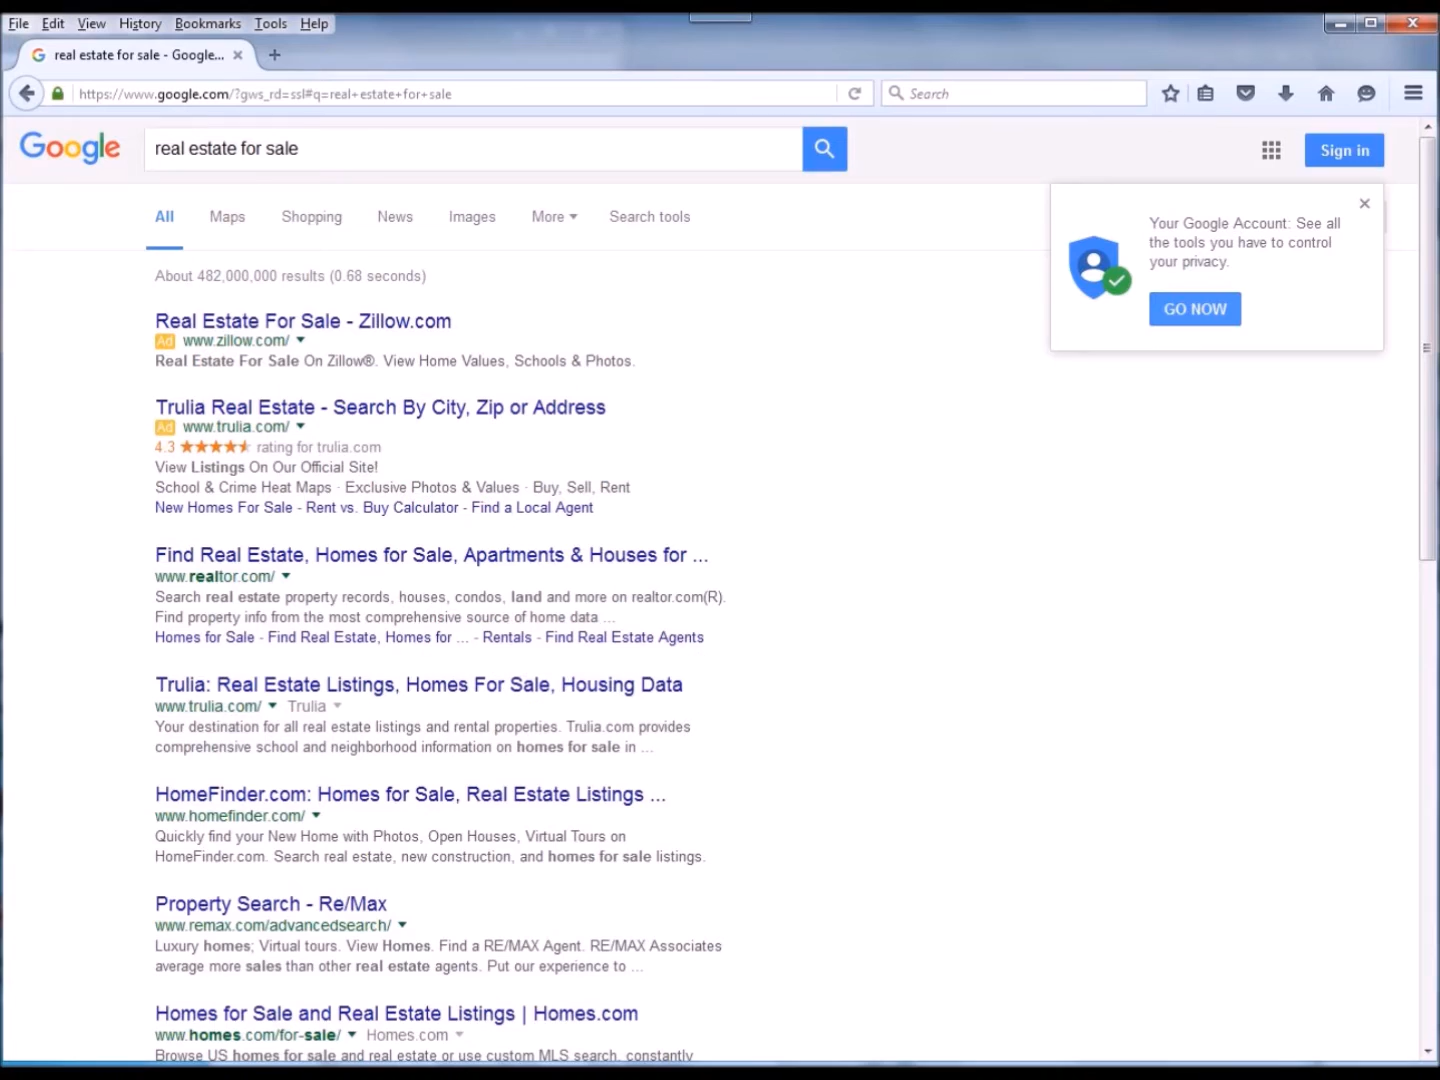 File Edit View History Bookmarks Tools Help
real estate for sale - Google...
https://www.google.com/?gws_rd=ssl#q=real+estate+for+sale
Search
Google
real estate for sale
Sign in
All Maps Shopping News Images More Search tools
Your Google Account: See all
the tools you have to control
your privacy.
GO NOW
About 482,000,000 results (0.68 seconds)
Real Estate For Sale - Zillow.com
Ad www.zillow.com/
Real Estate For Sale On Zillow®. View Home Values, Schools & Photos.
Trulia Real Estate - Search By City, Zip or Address
Ad www.trulia.com/
4.3 ★★★★★ rating for trulia.com
View Listings On Our Official Site!
School & Crime Heat Maps · Exclusive Photos & Values · Buy, Sell, Rent
New Homes For Sale - Rent vs. Buy Calculator - Find a Local Agent
Find Real Estate, Homes for Sale, Apartments & Houses for ...
www.realtor.com/
Search real estate property records, houses, condos, land and more on realtor.com(R).
Find property info from the most comprehensive source of home data ...
Homes for Sale - Find Real Estate, Homes for ... - Rentals - Find Real Estate Agents
Trulia: Real Estate Listings, Homes For Sale, Housing Data
www.trulia.com/ Trulia
Your destination for all real estate listings and rental properties. Trulia.com provides
comprehensive school and neighborhood information on homes for sale in ...
HomeFinder.com: Homes for Sale, Real Estate Listings ...
www.homefinder.com/
Quickly find your New Home with Photos, Open Houses, Virtual Tours on
HomeFinder.com. Search real estate, new construction, and homes for sale listings.
Property Search - Re/Max
www.remax.com/advancedsearch/
Luxury homes; Virtual tours. View Homes. Find a RE/MAX Agent. RE/MAX Associates
average more sales than other real estate agents. Put our experience to ...
Homes for Sale and Real Estate Listings | Homes.com
www.homes.com/for-sale/ Homes.com
Browse US homes for sale and real estate or use custom MLS search, constantly